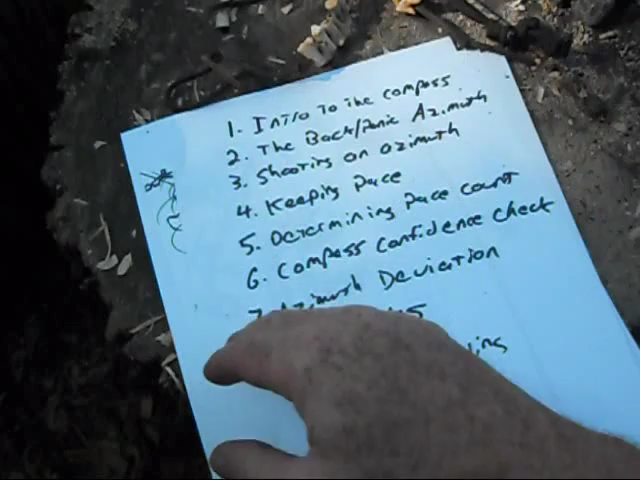 1. Intro to the compass
2. The Back/Panic Azimuth
3. Shooting an azimuth
4. Keeping Pace
5. Determining pace count
6. Compass Confidence Check
7. Azimuth Deviation